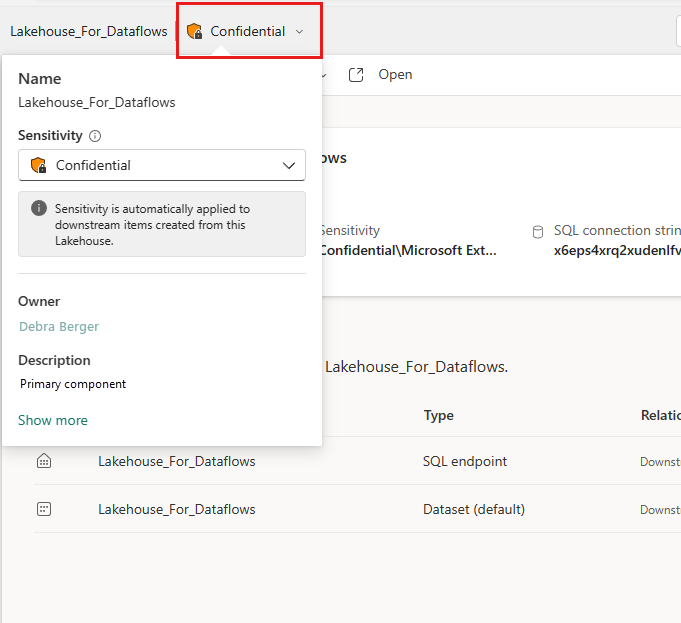 Lakehouse_For_Dataflows
Confidential
Name
Lakehouse_For_Dataflows
Sensitivity
Confidential
Sensitivity is automatically applied to
downstream items created from this
Lakehouse.
Owner
Debra Berger
Description
Primary component
Show more
Open
ows
Sensitivity
Confidential\Microsoft Ext...
SQL connection strin
x6eps4xrq2xudenlfv
Lakehouse_For_Dataflows.
Type
Relatio
Lakehouse_For_Dataflows
SQL endpoint
Downst
Lakehouse_For_Dataflows
Dataset (default)
Downst